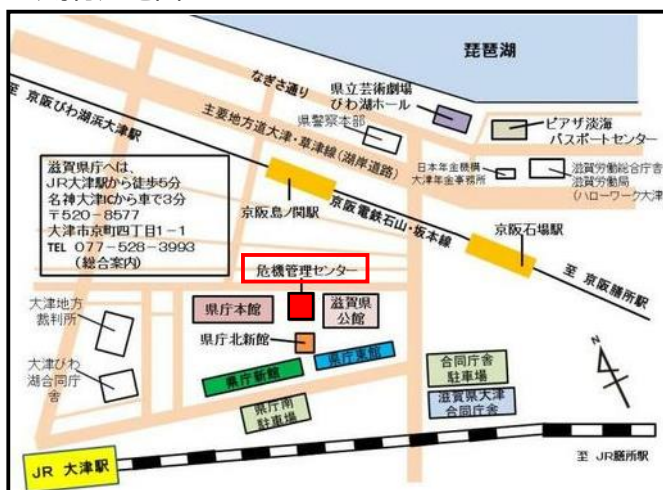 琵琶湖
なぎさ通り
県立芸術劇場
びわ湖ホール
至 京阪びわ湖浜大津駅
主要地方道大津・草津線(湖岸道路)
県警察本部
ピアザ淡海
パスポートセンター
日本年金機構
大津年金事務所
滋賀労働総合庁舎
滋賀労働局
(ハローワーク大津
滋賀県庁へは、
JR大津駅から徒歩5分
名神大津ICから車で3分
〒520-8577
大津市京町四丁目1-1
TEL 077-528-3993
(総合案内)
京阪島ノ関駅
京阪電鉄石山・坂本線
京阪石場駅
至 京阪膳所駅
危機管理センター
大津地方
裁判所
県庁本館
滋賀県
公館
県庁北新館
大津びわ
湖合同庁
舎
県庁新館
県庁東館
合同庁舎
駐車場
滋賀県大津
合同庁舎
県庁南
駐車場
N
JR 大津駅
至 JR膳所駅